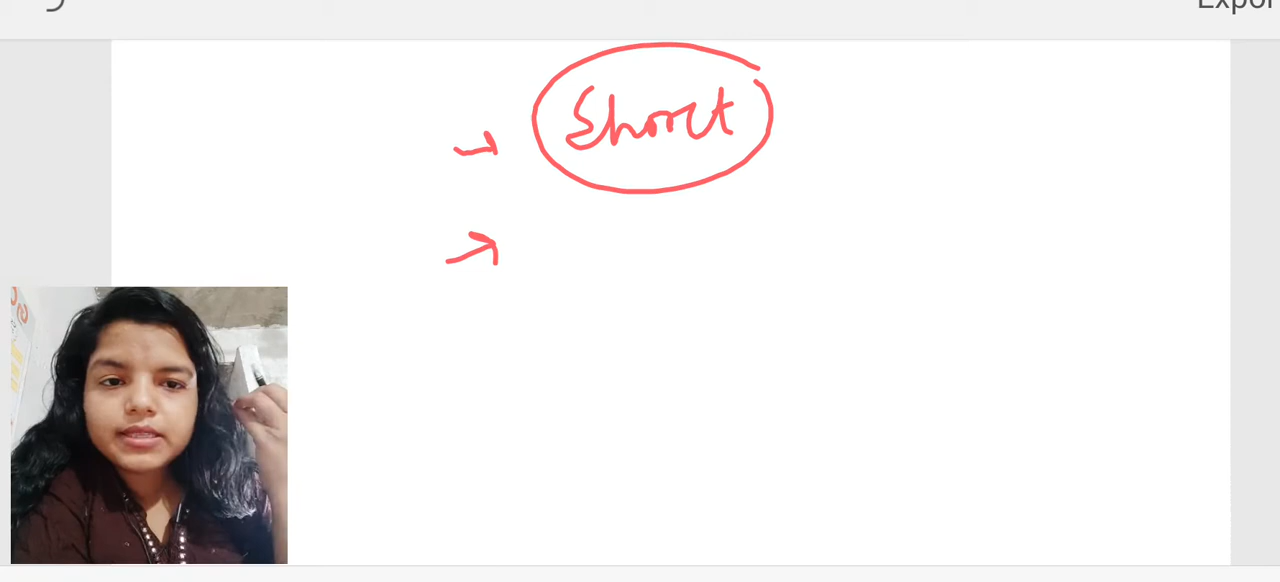 Expor
→ Short
→